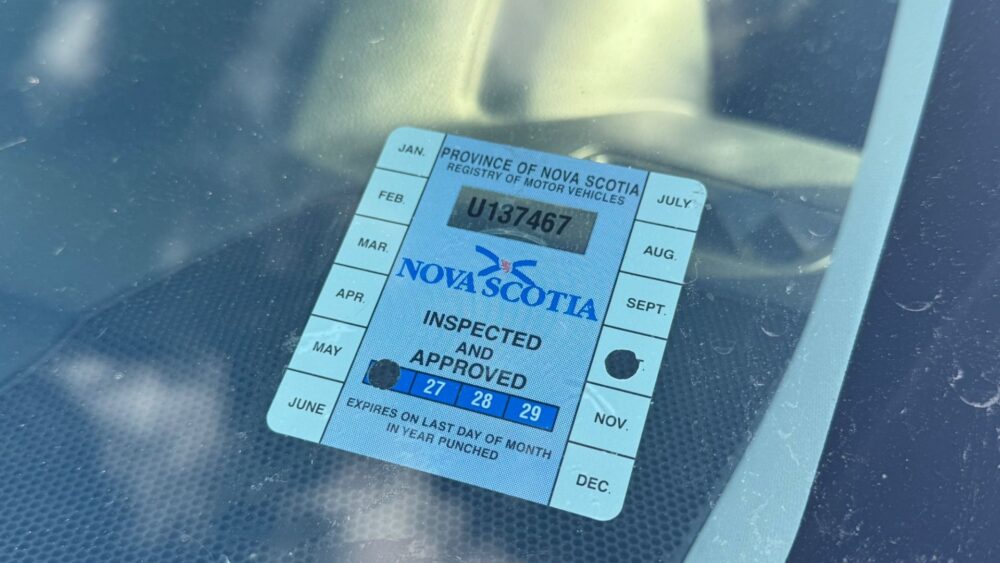 PROVINCE OF NOVA SCOTIA
REGISTRY OF MOTOR VEHICLES
U137467
NOVA SCOTIA
INSPECTED
AND
APPROVED
27 28 29
EXPIRES ON LAST DAY OF MONTH
IN YEAR PUNCHED
JAN.
FEB.
MAR.
APR.
MAY
JUNE
JULY
AUG.
SEPT.
NOV.
DEC.